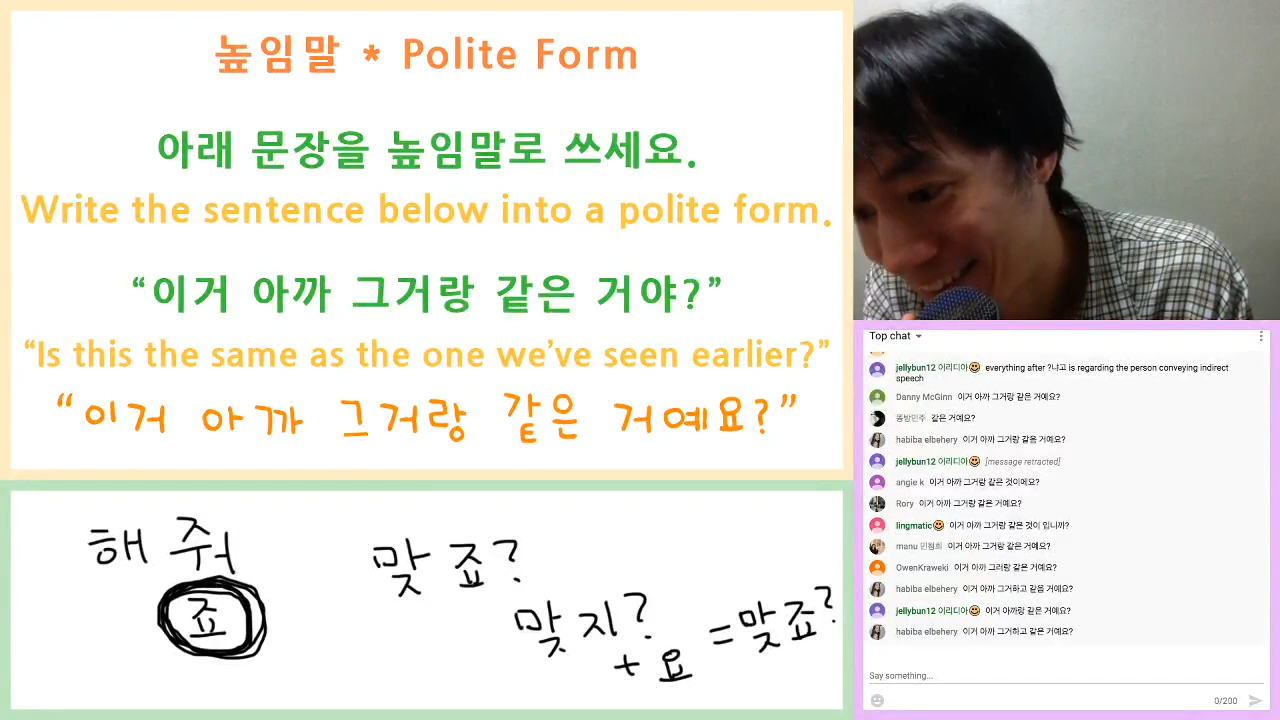 높임말 * Polite Form
아래 문장을 높임말로 쓰세요.
Write the sentence below into a polite form.
“이거 아까 그거랑 같은 거야?”
“Is this the same as the one we’ve seen earlier?”
“이거 아까 그거랑 같은 거예요?”
해줘
죠
맞죠?
맞지?
+ 요
=맞죠?
Top chat
jellybun12 아리디아 everything after ?냐고 is regarding the person conveying indirect
speech
Danny McGinn 이거 아까 그거랑 같은 거예요?
똥방민주 같은 거예요?
habiba elbehery 이거 아까 그거랑 같음 거예요?
jellybun12 아리디아 [message retracted]
angie k 이거 아까 그거랑 같은 것이에요?
Rory 이거 아까 그거랑 같은 거예요?
lingmatic 이거 아까 그거랑 같은 것이 입니까?
manu 민정희 이거 아까 그거랑 같은 거예요?
OwenKraweki 이거 아까 그러랑 같은 거예요?
habiba elbehery 이거 아까 그거하고 같음 거예요?
jellybun12 아리디아 이거 아까랑 같은 거예요?
habiba elbehery 이거 아까 그거하고 같은 거예요?
Say something...
0/200